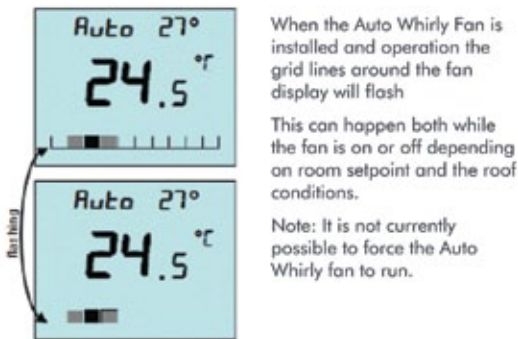 Auto 27°
24.5 °C
flashing
Auto 27°
24.5 °C
When the Auto Whirly Fan is
installed and operation the
grid lines around the fan
display will flash
This can happen both while
the fan is on or off depending
on room setpoint and the roof
conditions.
Note: It is not currently
possible to force the Auto
Whirly fan to run.